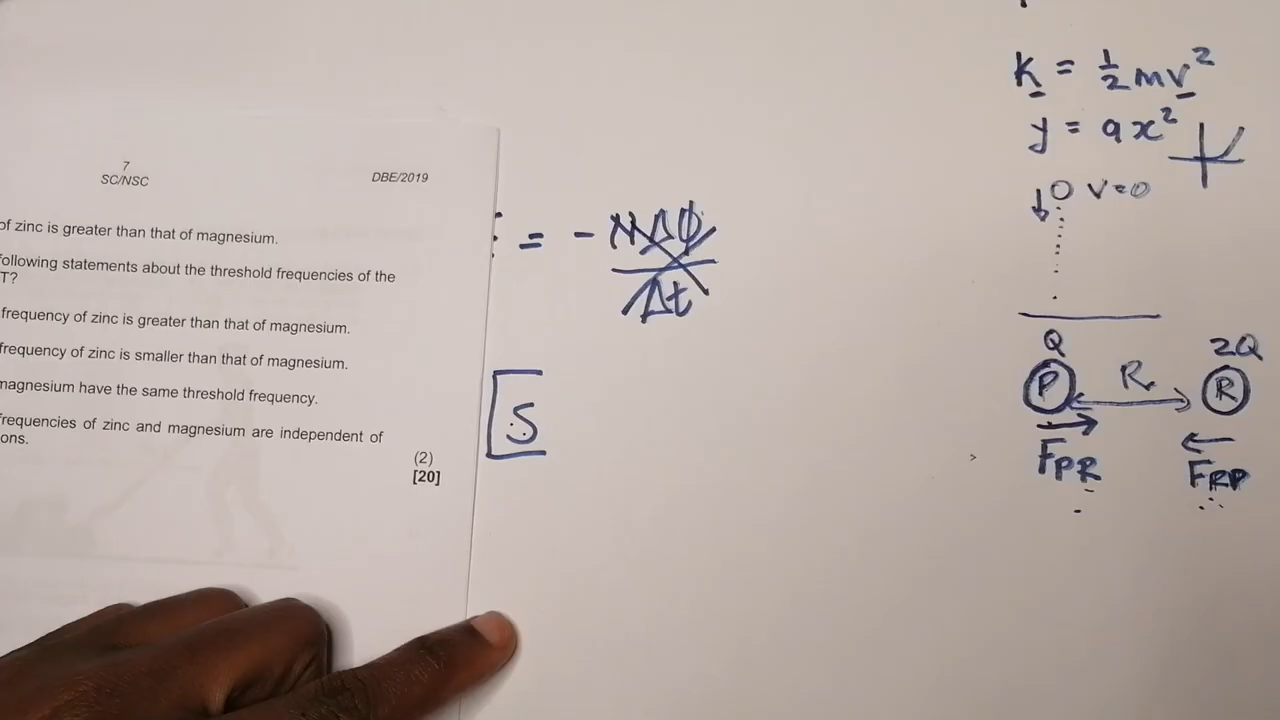 7
SC/NSC
DBE/2019
of zinc is greater than that of magnesium.
following statements about the threshold frequencies of the
T?
frequency of zinc is greater than that of magnesium.
frequency of zinc is smaller than that of magnesium.
magnesium have the same threshold frequency.
frequencies of zinc and magnesium are independent of
ons.
(2)
[20]
= - NΔϕ
Δt
S
K = 1/2 mv²
y = ax²
v=0
Q
2Q
P
R
R
FPR
FRP